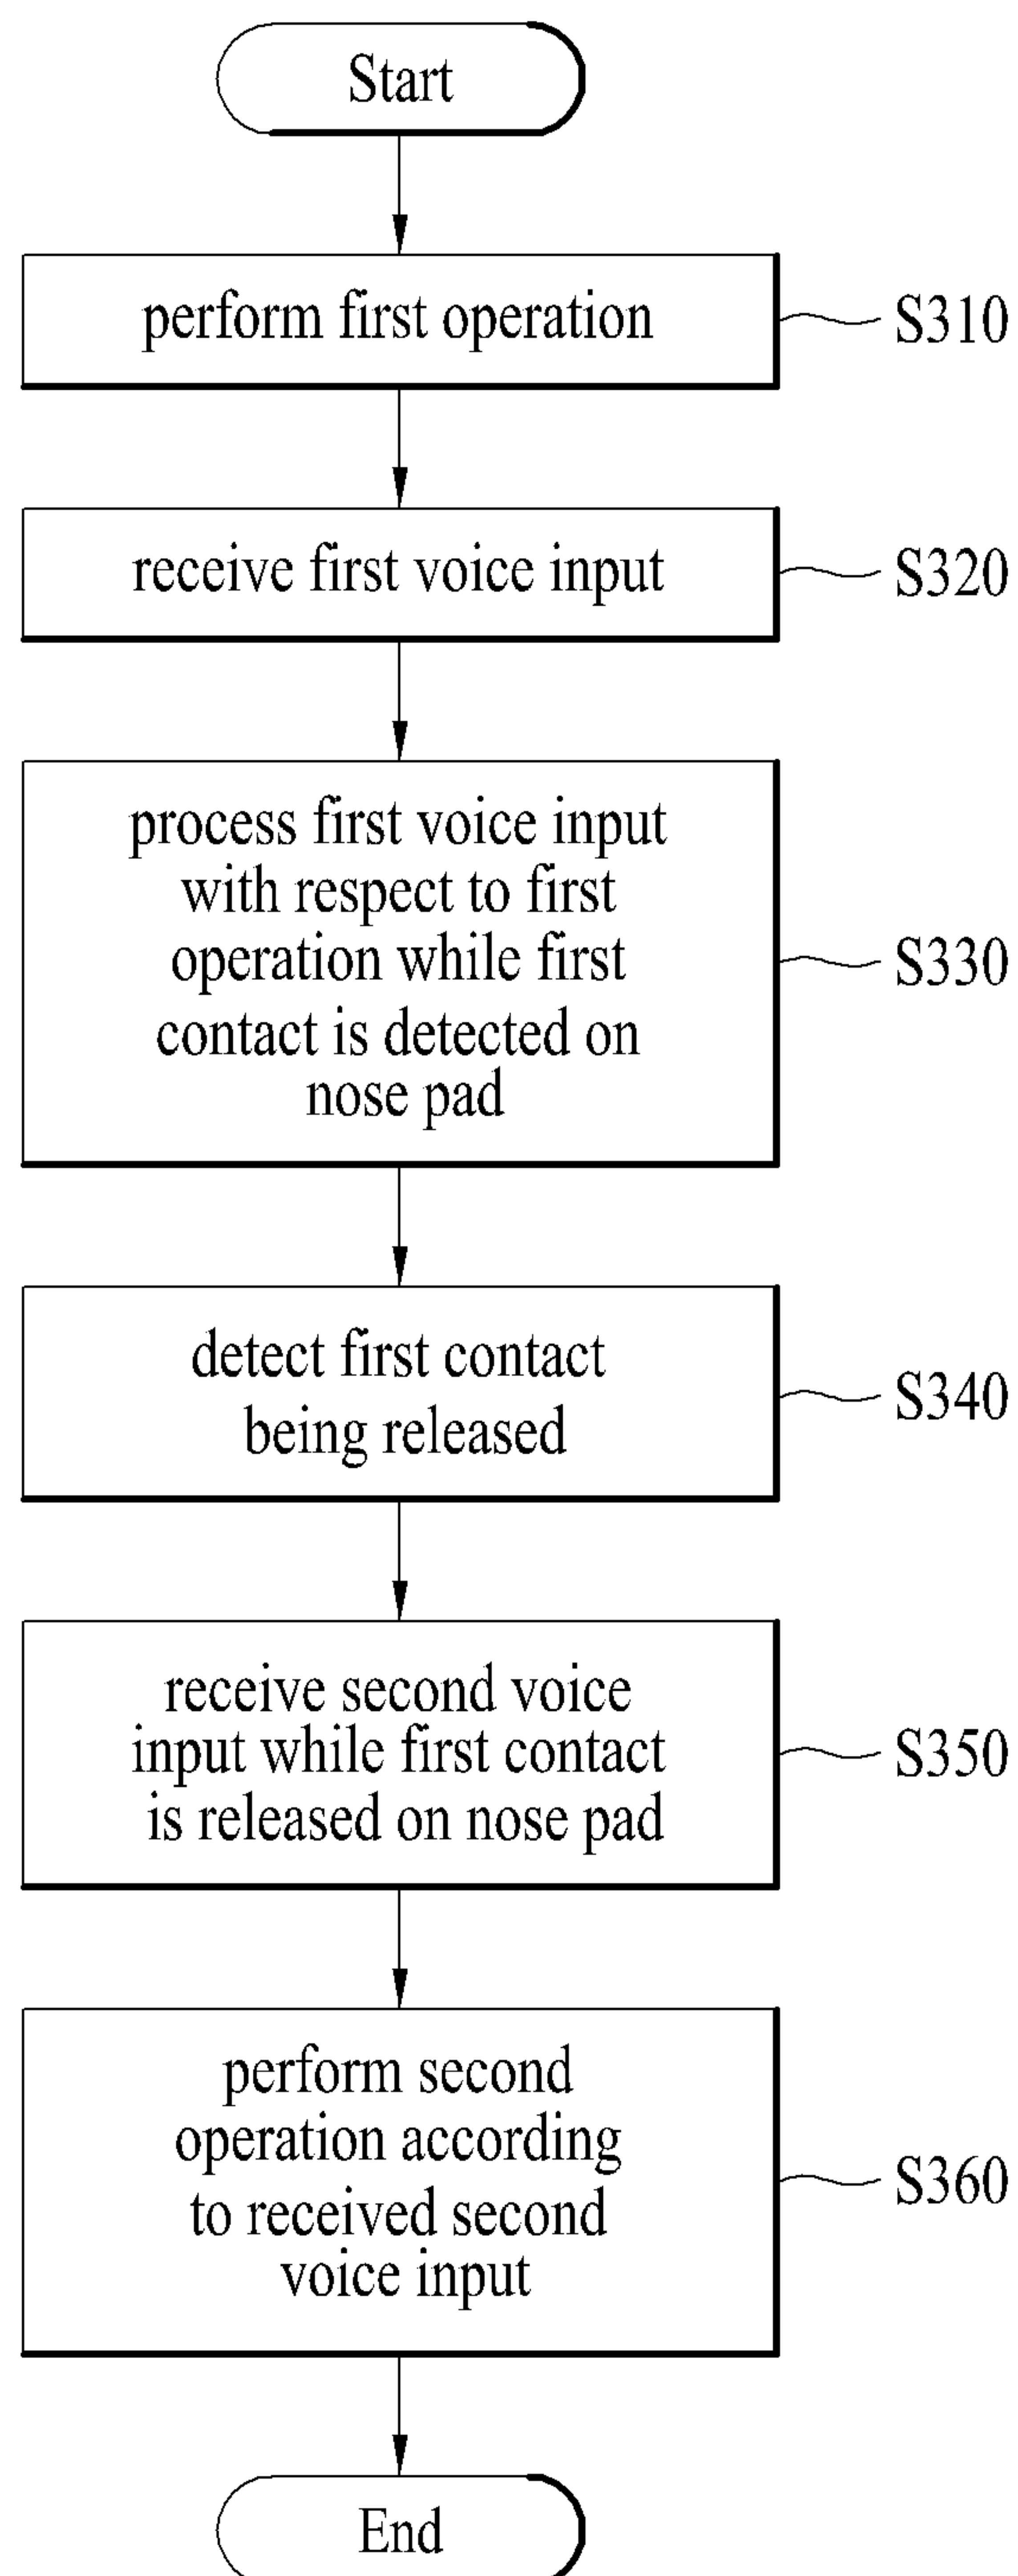 Start
perform first operation
S310
receive first voice input
S320
process first voice input
with respect to first
operation while first
contact is detected on
nose pad
S330
detect first contact
being released
S340
receive second voice
input while first contact
is released on nose pad
S350
perform second
operation according
to received second
voice input
S360
End